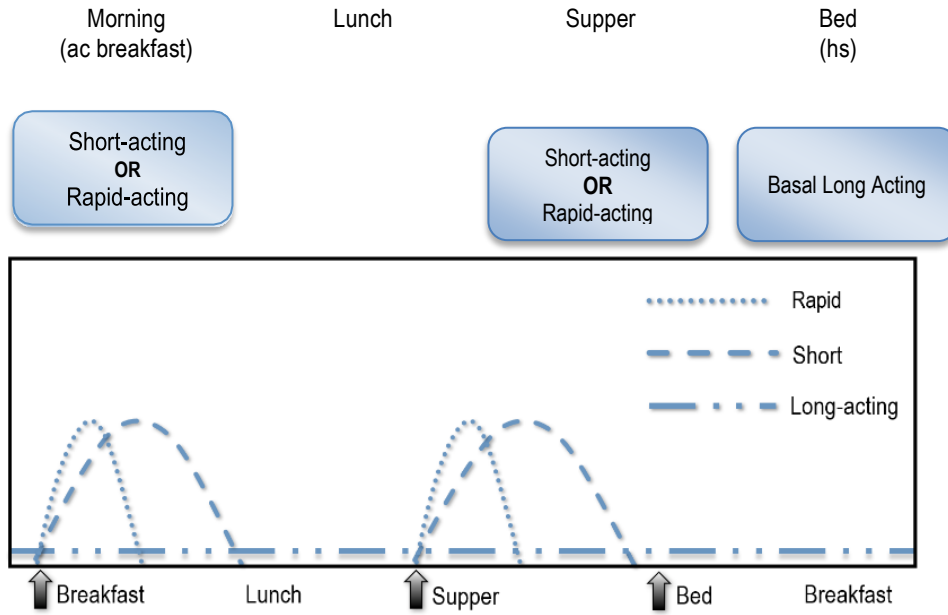 Morning
(ac breakfast)
Lunch
Supper
Bed
(hs)
Short-acting
OR
Rapid-acting
Short-acting
OR
Rapid-acting
Basal Long Acting
Rapid
Short
Long-acting
Breakfast
Lunch
Supper
Bed
Breakfast